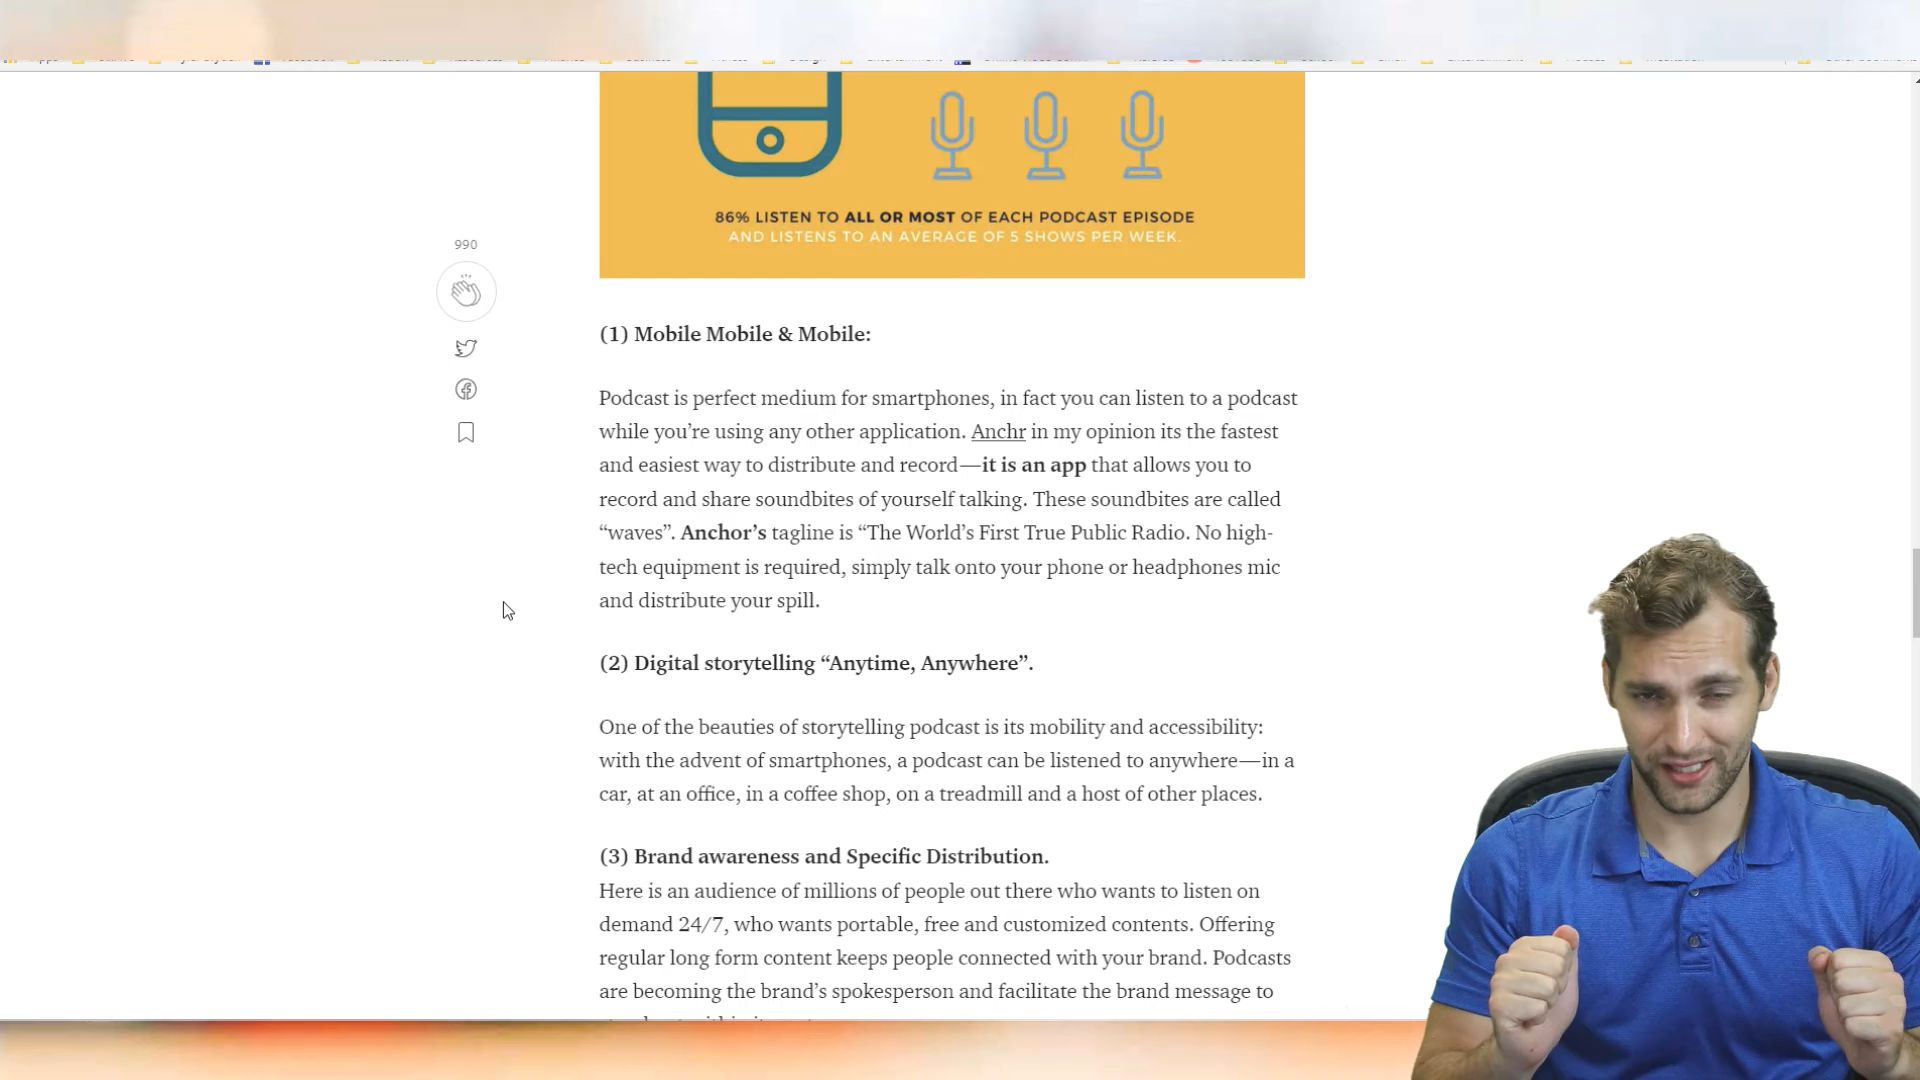 86% LISTEN TO ALL OR MOST OF EACH PODCAST EPISODE
AND LISTENS TO AN AVERAGE OF 5 SHOWS PER WEEK.
990
(1) Mobile Mobile & Mobile:
Podcast is perfect medium for smartphones, in fact you can listen to a podcast
while you’re using any other application. Anchr in my opinion its the fastest
and easiest way to distribute and record—it is an app that allows you to
record and share soundbites of yourself talking. These soundbites are called
“waves”. Anchor’s tagline is “The World’s First True Public Radio. No high-
tech equipment is required, simply talk onto your phone or headphones mic
and distribute your spill.
(2) Digital storytelling “Anytime, Anywhere”.
One of the beauties of storytelling podcast is its mobility and accessibility:
with the advent of smartphones, a podcast can be listened to anywhere—in a
car, at an office, in a coffee shop, on a treadmill and a host of other places.
(3) Brand awareness and Specific Distribution.
Here is an audience of millions of people out there who wants to listen on
demand 24/7, who wants portable, free and customized contents. Offering
regular long form content keeps people connected with your brand. Podcasts
are becoming the brand’s spokesperson and facilitate the brand message to